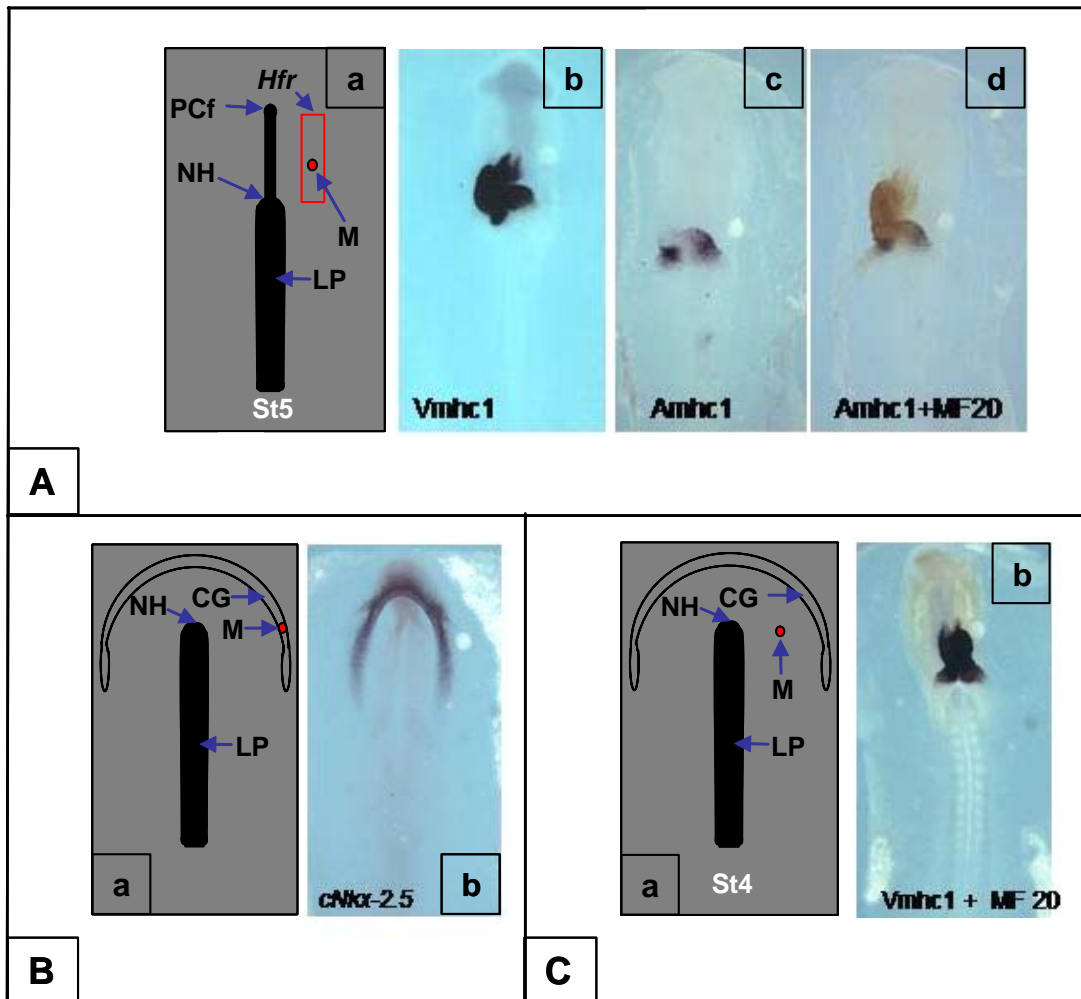 a
Hfr
PCf
NH
M
LP
St5
b
Vmhc1
c
Amhc1
d
Amhc1+MF20
A
CG
NH
M
LP
a
b
cNkx-2.5
B
CG
NH
M
LP
a
St4
b
Vmhc1 + MF 20
C